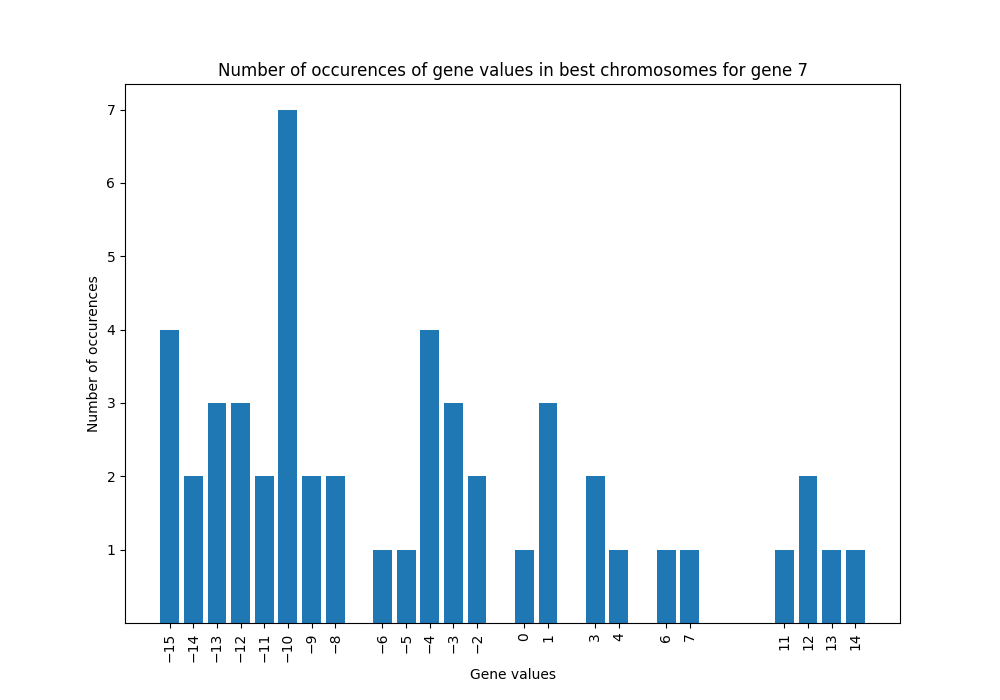 Number of occurences of gene values in best chromosomes for gene 7
Number of occurences
7
6
5
4
3
2
1
−15 −14 −13 −12 −11 −10 −9 −8 −6 −5 −4 −3 −2 0 1 3 4 6 7 11 12 13 14
Gene values